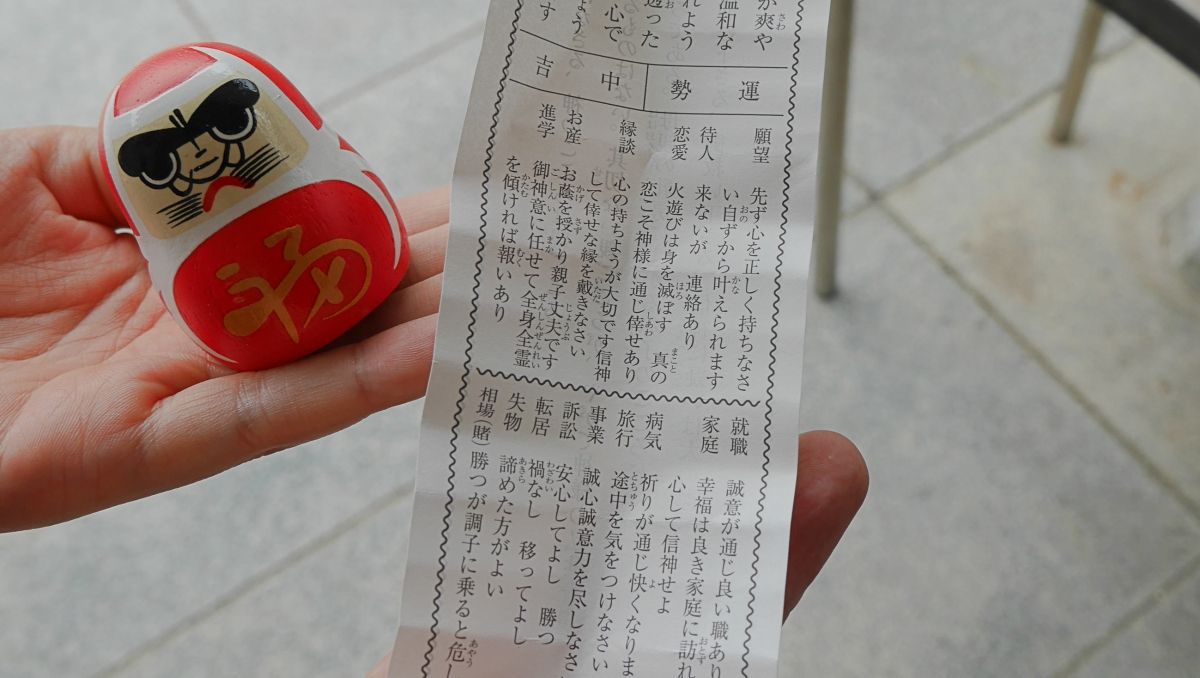 福
が爽や
温和な
れよう
った
心で
よう
す
運勢 中吉
願望 先ず心を正しく持ちなさ
い自ずから叶えられます
待人 来ないが 連絡あり
恋愛 火遊びは身を滅ぼす 真の
恋こそ神様に通じ倖せあり
縁談 心の持ちようが大切です信神
して倖せな縁を戴きなさい
お産 お蔭を授かり親子丈夫です
進学 御神意に任せて全身全霊
を傾ければ報いあり
就職 誠意が通じ良い職あり
家庭 幸福は良き家庭に訪れ
心して信神せよ
病気 祈りが通じ快くなりま
旅行 途中を気をつけなさい
事業 誠心誠意力を尽しなさ
訴訟 安心してよし 勝つ
転居 禍なし 移ってよし
失物 諦めた方がよい
相場(賭) 勝つが調子に乗ると危し